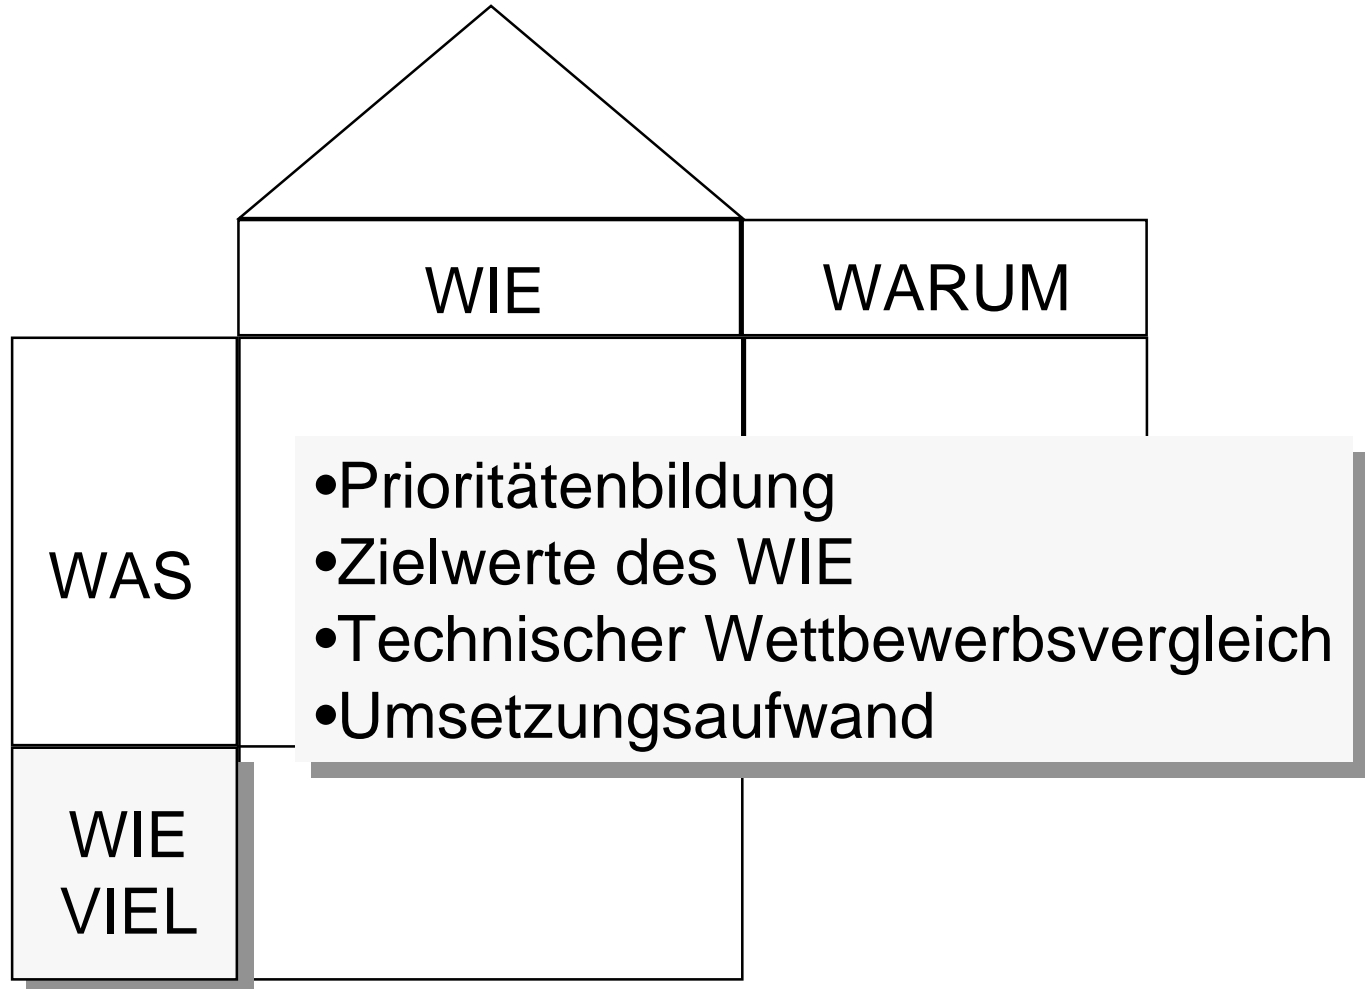 WIE
WARUM
•Prioritätenbildung
•Zielwerte des WIE
WAS
•Technischer Wettbewerbsvergleich
•Umsetzungsaufwand
WIE
VIEL